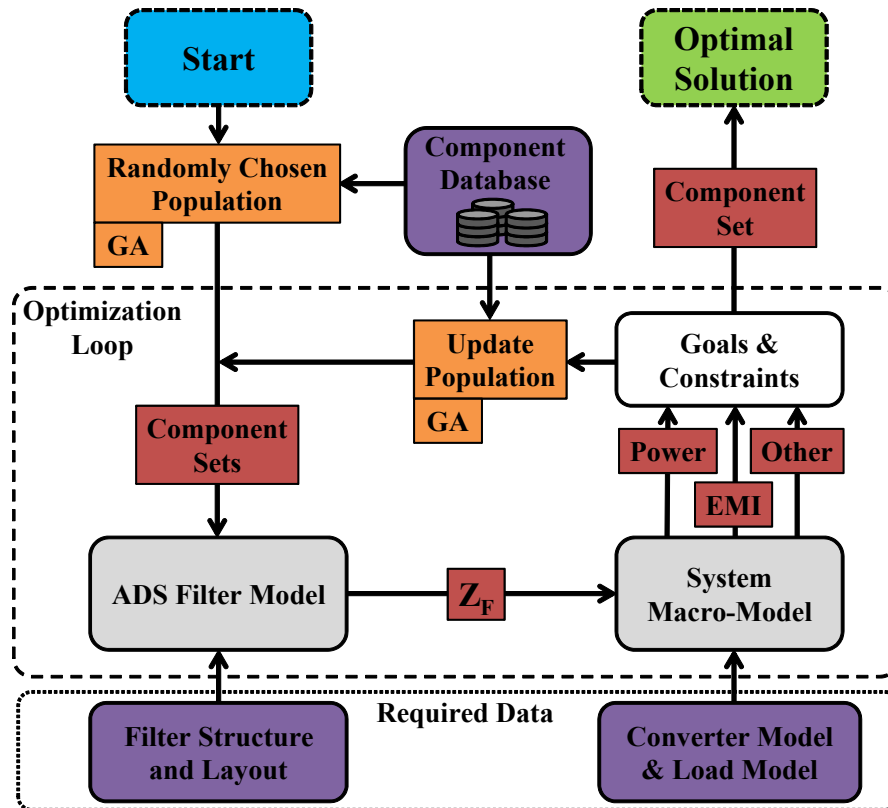 Start
Optimal
Solution
Randomly Chosen
Population
GA
Component
Database
Component
Set
Optimization
Loop
Update
Population
GA
Goals &
Constraints
Component
Sets
Power
Other
EMI
ADS Filter Model
Z_F
System
Macro-Model
Required Data
Filter Structure
and Layout
Converter Model
& Load Model